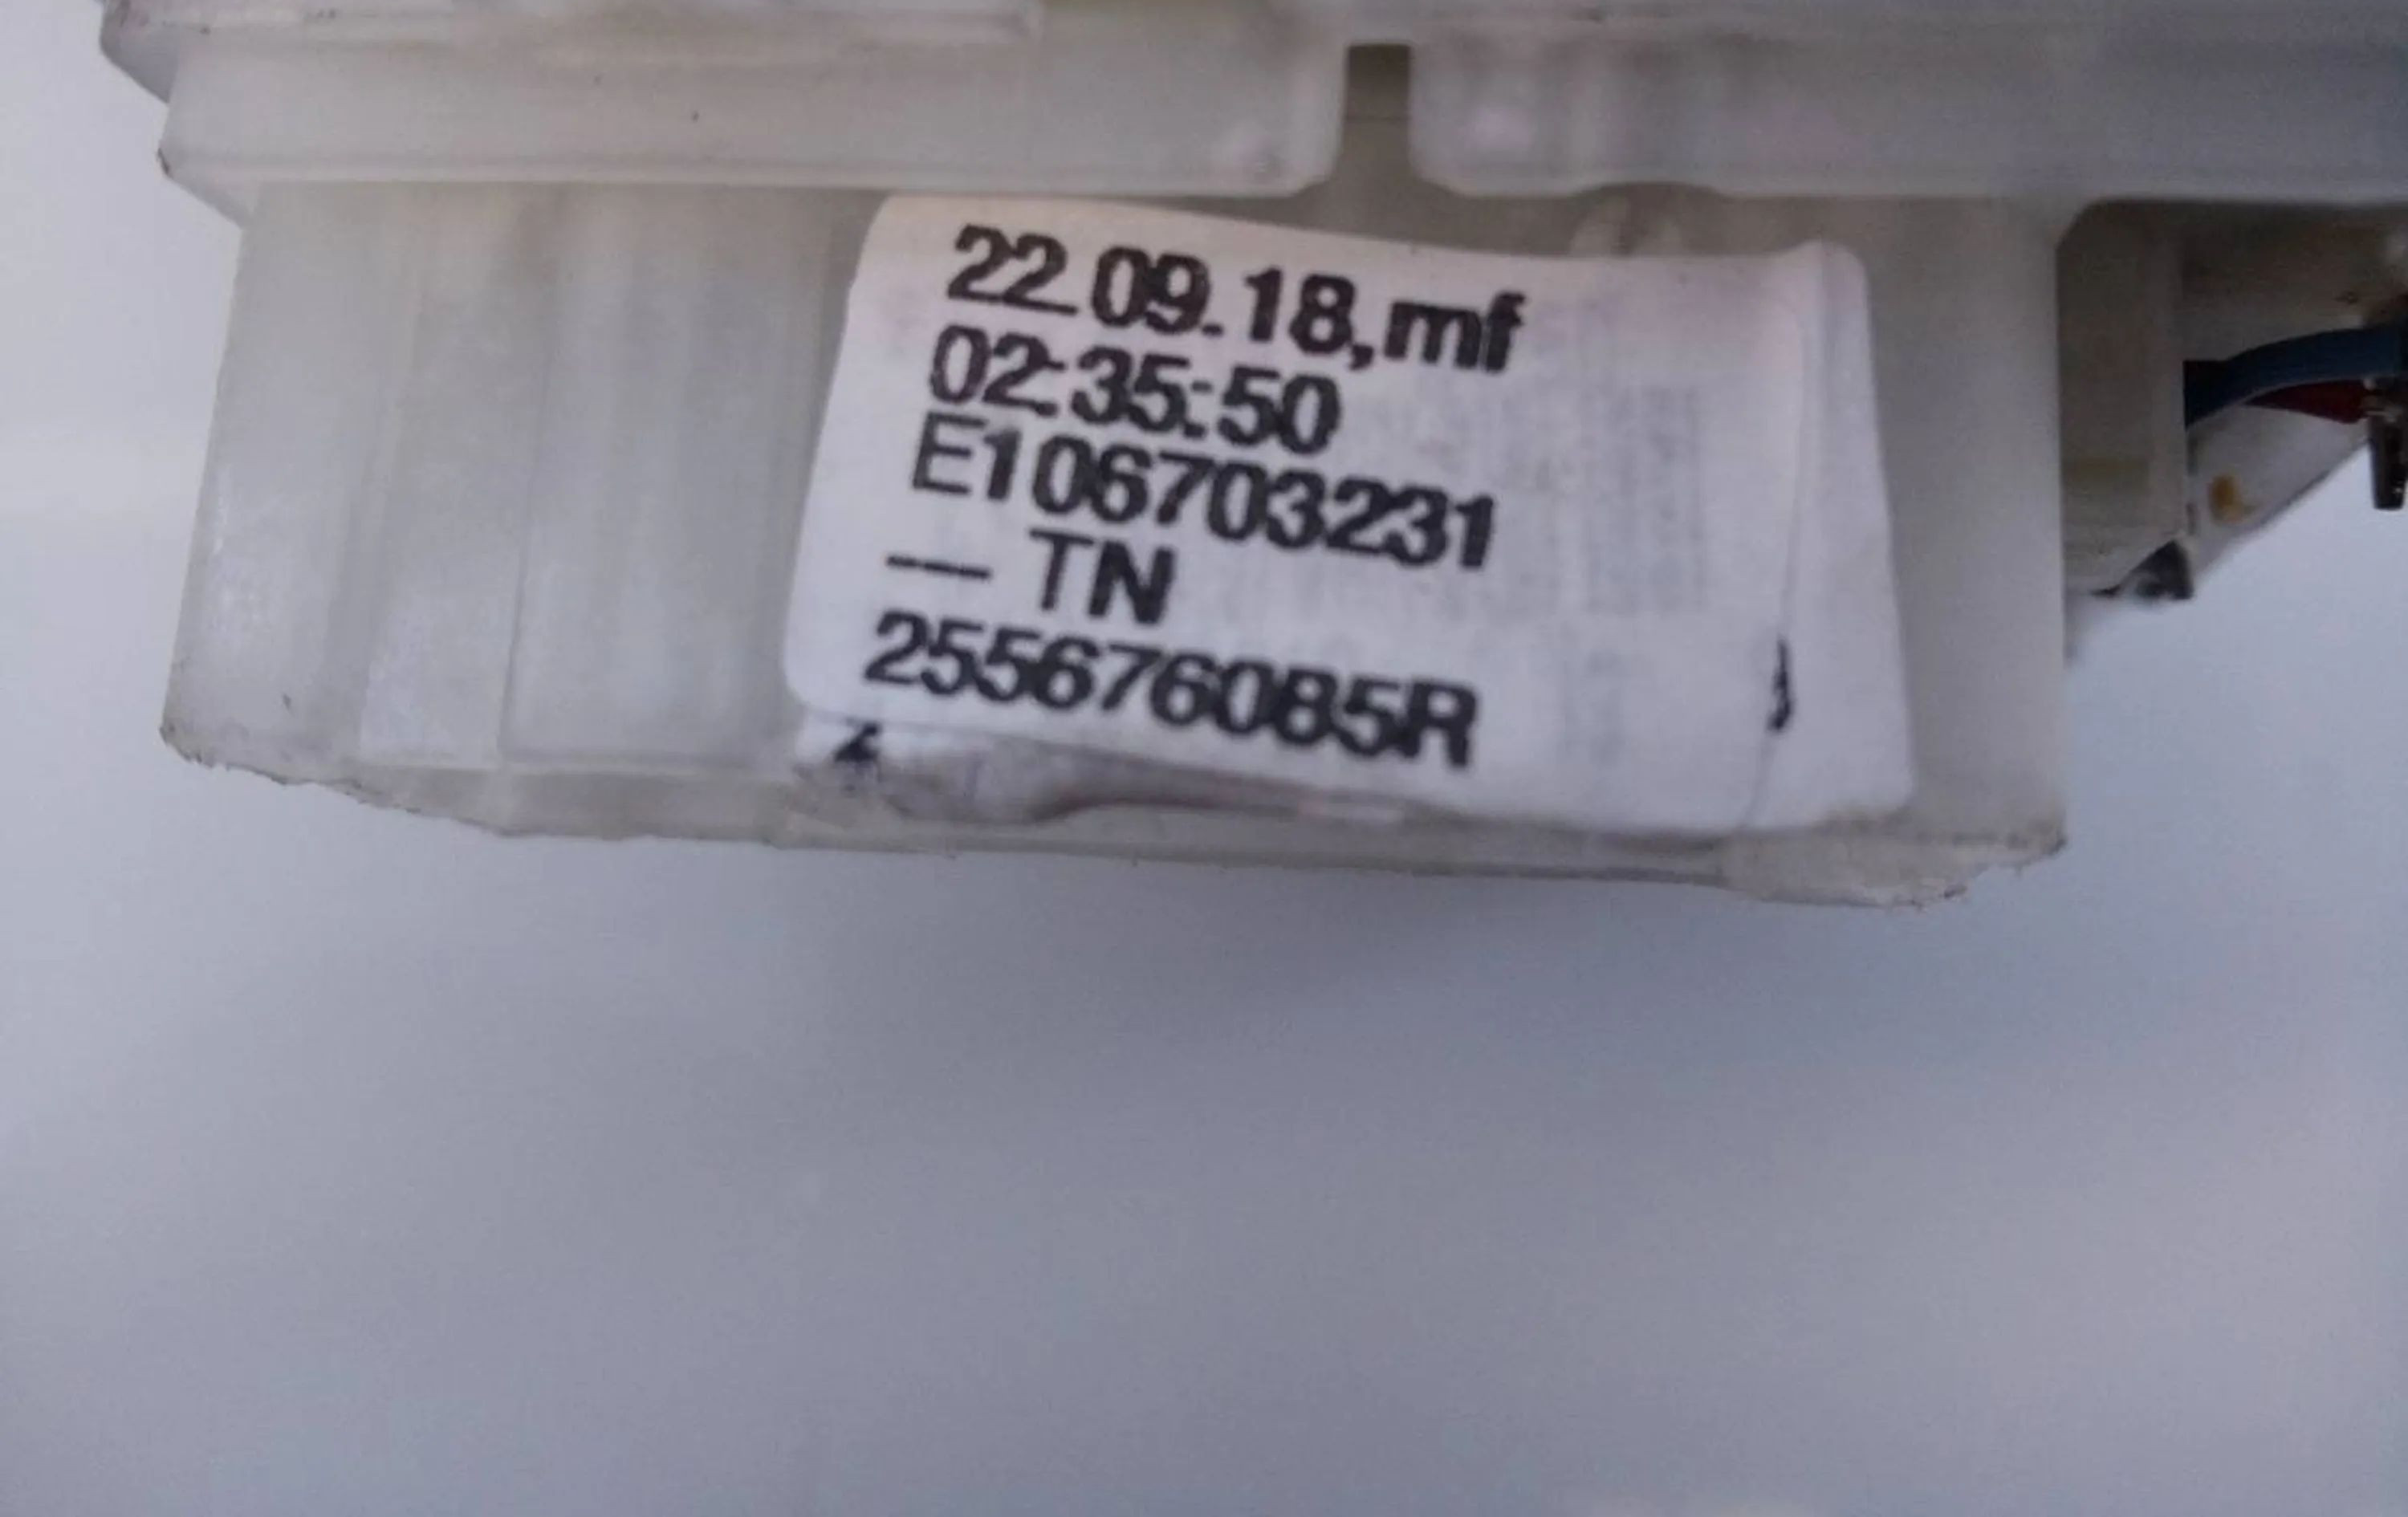 22.09.18,mf
02:35:50
E106703231
— TN
255676085R